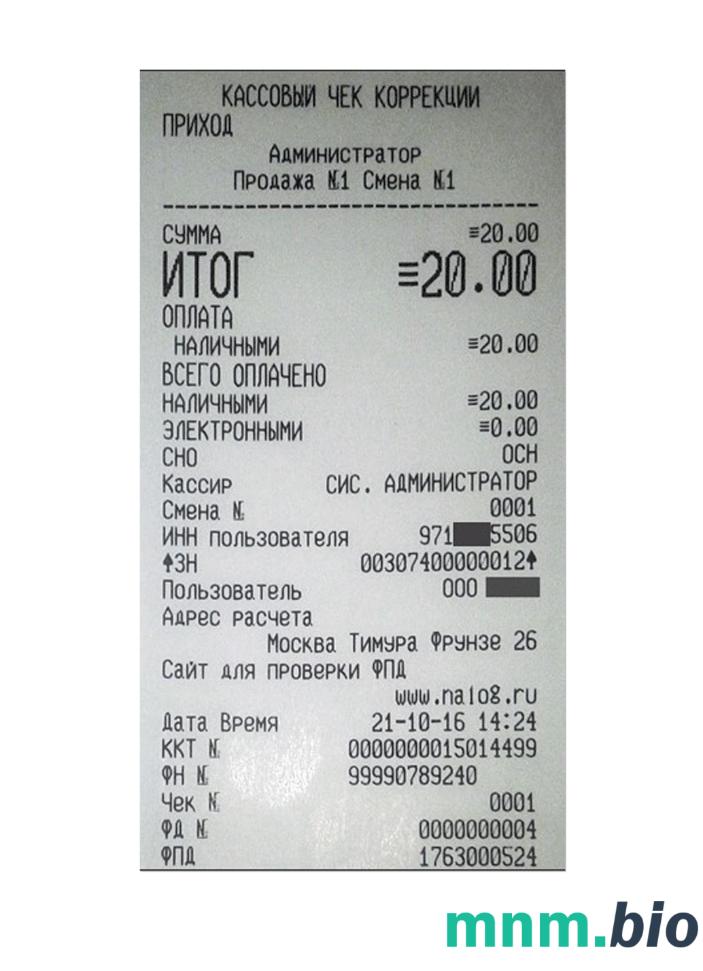 КАССОВЫЙ ЧЕК КОРРЕКЦИИ
ПРИХОД
Администратор
Продажа №1 Смена №1
СУММА ≡20.00
ИТОГ ≡20.00
ОПЛАТА
НАЛИЧНЫМИ ≡20.00
ВСЕГО ОПЛАЧЕНО
НАЛИЧНЫМИ ≡20.00
ЭЛЕКТРОННЫМИ ≡0.00
СНО ОСН
Кассир СИС. АДМИНИСТРАТОР
Смена № 0001
ИНН пользователя 971 5506
↑ЗН 00307400000012↑
Пользователь ООО
Адрес расчета
Москва Тимура Фрунзе 26
Сайт для проверки ФПД
www.nalog.ru
Дата Время 21-10-16 14:24
ККТ № 0000000015014499
ФН № 99990789240
Чек № 0001
ФД № 0000000004
ФПД 1763000524
mnm.bio